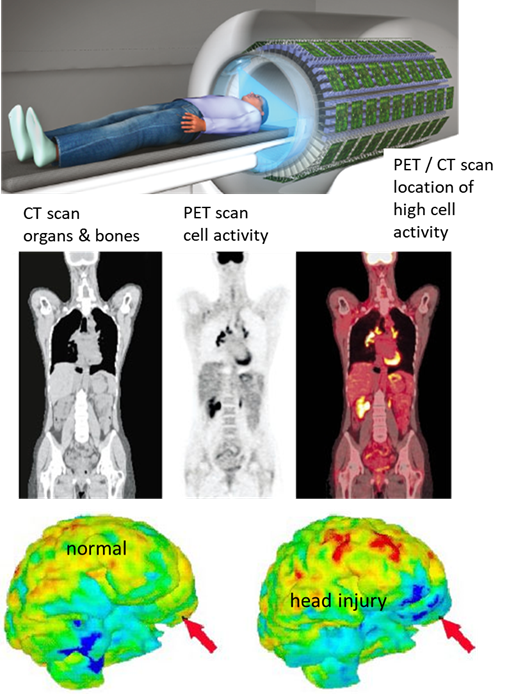 PET / CT scan
location of
high cell
activity
CT scan
organs & bones
PET scan
cell activity
normal
head injury